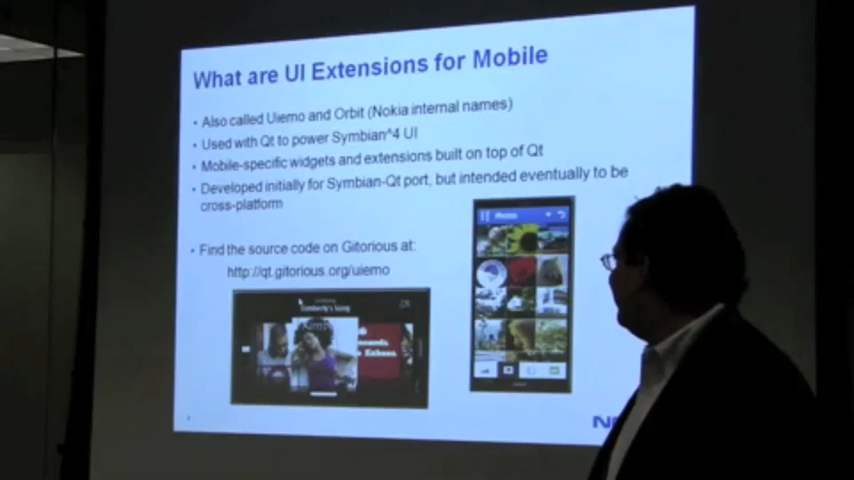 What are UI Extensions for Mobile
• Also called Uiemo and Orbit (Nokia internal names)
• Used with Qt to power Symbian^4 UI
• Mobile-specific widgets and extensions built on top of Qt
• Developed initially for Symbian-Qt port, but intended eventually to be
cross-platform
• Find the source code on Gitorious at:
http://qt.gitorious.org/uiemo
Photos
Kimberly's Song